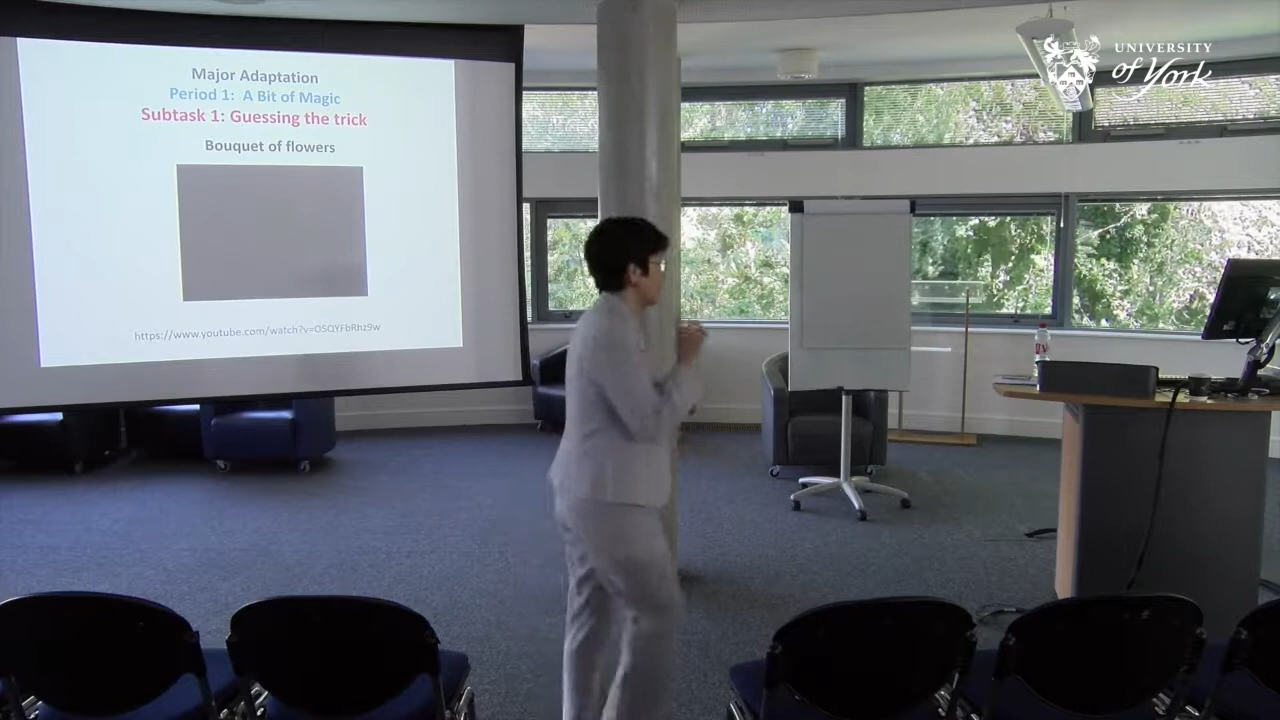 Major Adaptation
Period 1: A Bit of Magic
Subtask 1: Guessing the trick
Bouquet of flowers
https://www.youtube.com/watch?v=OSQYFbRhz9w
UNIVERSITY
of York